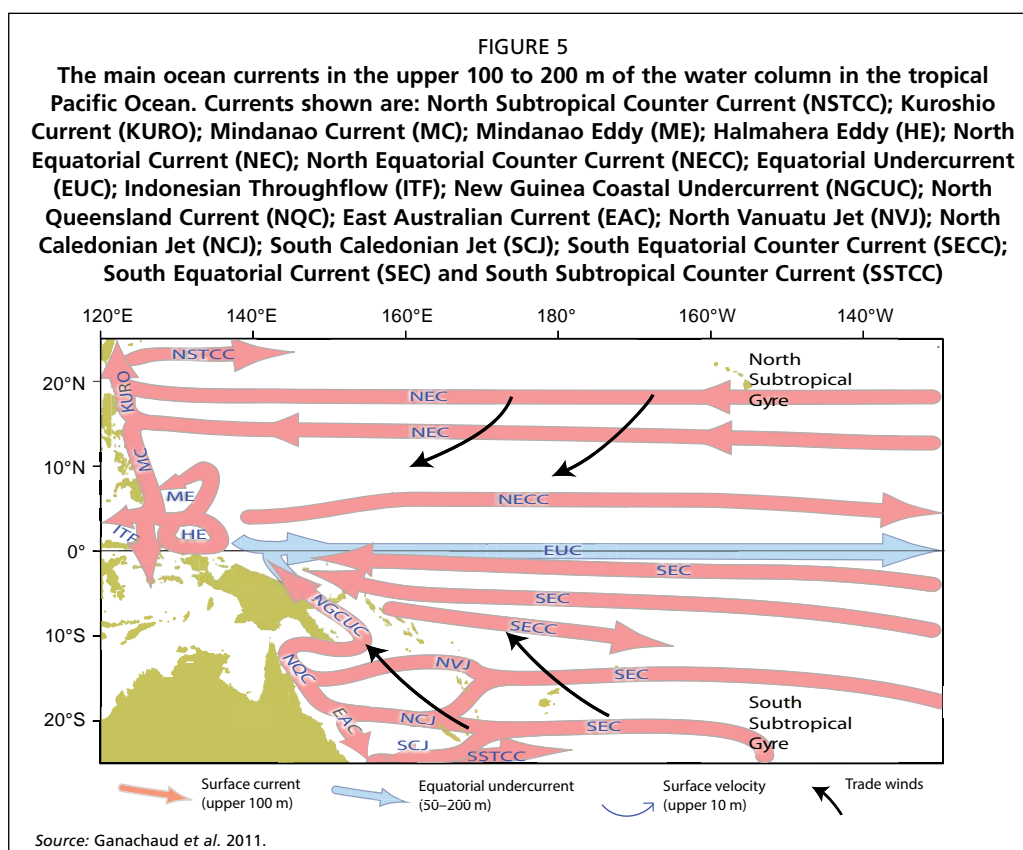 FIGURE 5
The main ocean currents in the upper 100 to 200 m of the water column in the tropical
Pacific Ocean. Currents shown are: North Subtropical Counter Current (NSTCC); Kuroshio
Current (KURO); Mindanao Current (MC); Mindanao Eddy (ME); Halmahera Eddy (HE); North
Equatorial Current (NEC); North Equatorial Counter Current (NECC); Equatorial Undercurrent
(EUC); Indonesian Throughflow (ITF); New Guinea Coastal Undercurrent (NGCUC); North
Queensland Current (NQC); East Australian Current (EAC); North Vanuatu Jet (NVJ); North
Caledonian Jet (NCJ); South Caledonian Jet (SCJ); South Equatorial Counter Current (SECC);
South Equatorial Current (SEC) and South Subtropical Counter Current (SSTCC)
120°E 140°E 160°E 180° 160°W 140°W
NSTCC
North
Subtropical
Gyre
20°N
KURO
NEC
NEC
MC
10°N
ME
NECC
ITF
HE
0°
EUC
SEC
SEC
NGCUC
SECC
10°S
NQC
NVJ
SEC
EAC
NCJ
SEC
20°S
South
Subtropical
Gyre
SCJ
SSTCC
Surface current
(upper 100 m)
Equatorial undercurrent
(50–200 m)
Surface velocity
(upper 10 m)
Trade winds
Source: Ganachaud et al. 2011.